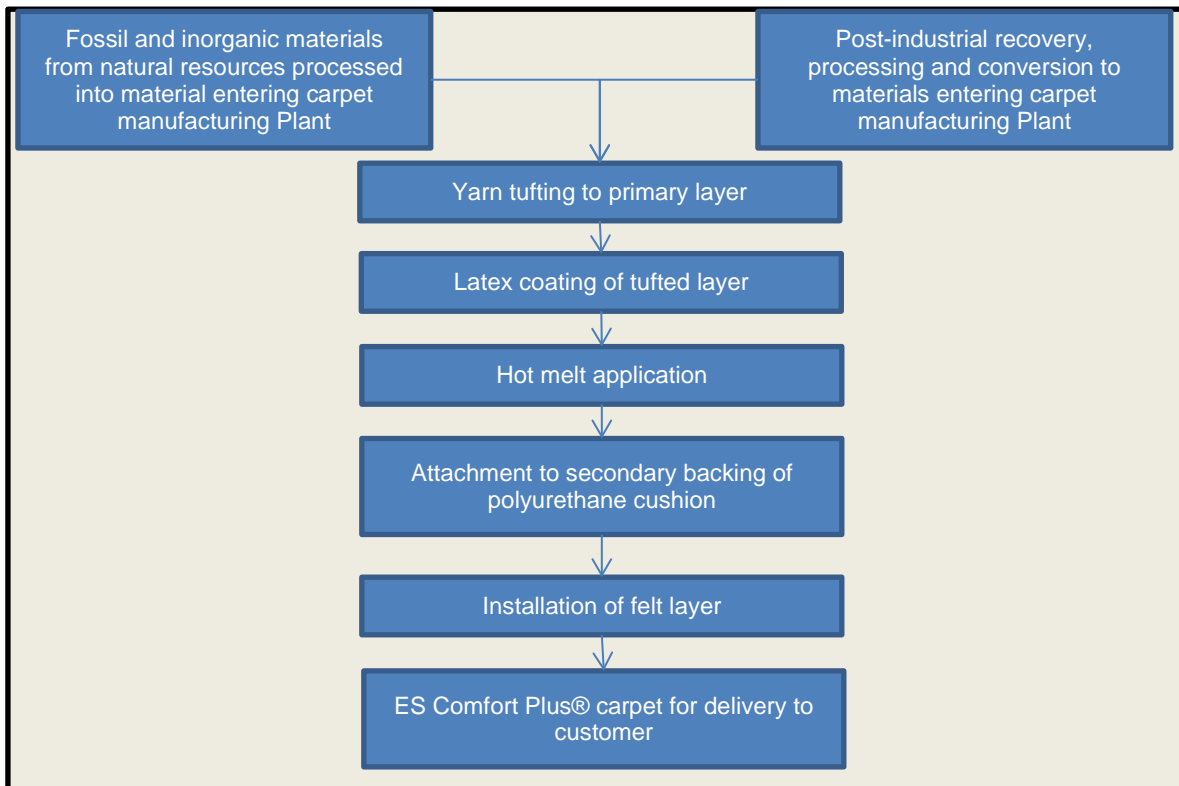 Fossil and inorganic materials
from natural resources processed
into material entering carpet
manufacturing Plant
Post-industrial recovery,
processing and conversion to
materials entering carpet
manufacturing Plant
Yarn tufting to primary layer
Latex coating of tufted layer
Hot melt application
Attachment to secondary backing of
polyurethane cushion
Installation of felt layer
ES Comfort Plus® carpet for delivery to
customer